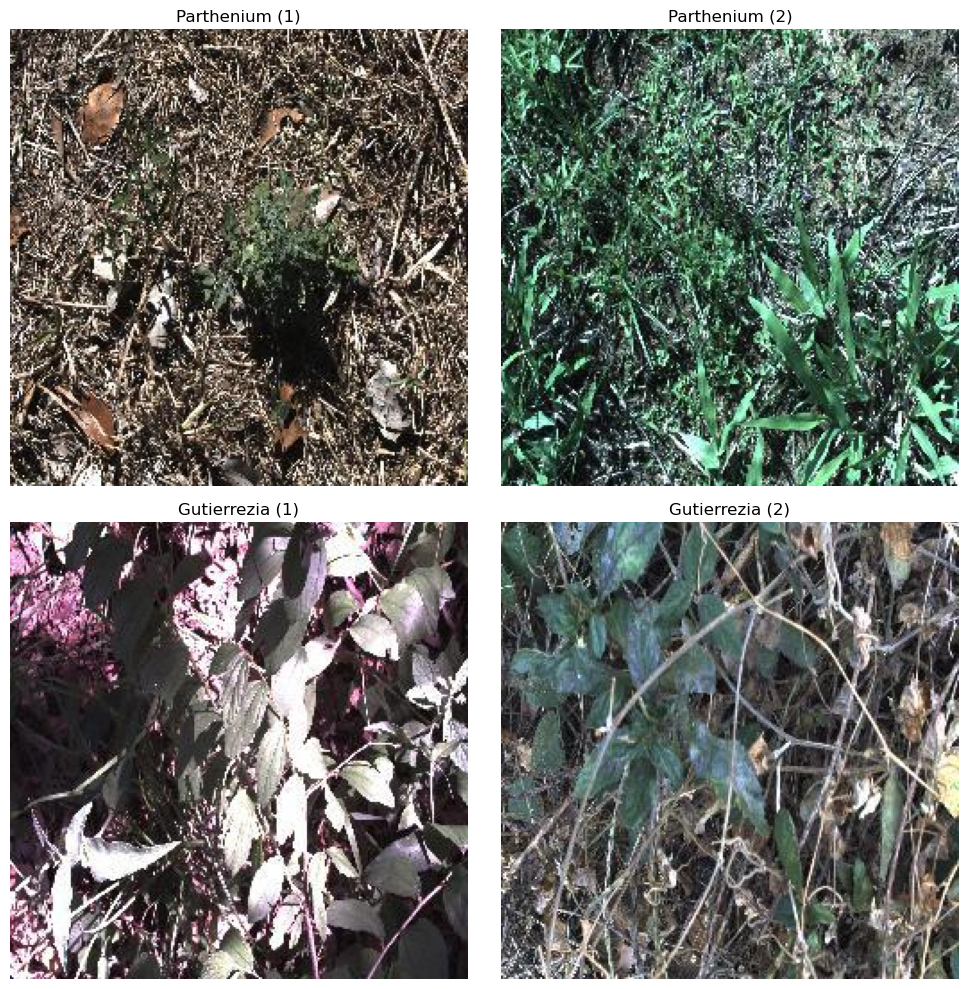 Parthenium (1)
Parthenium (2)
Gutierrezia (1)
Gutierrezia (2)